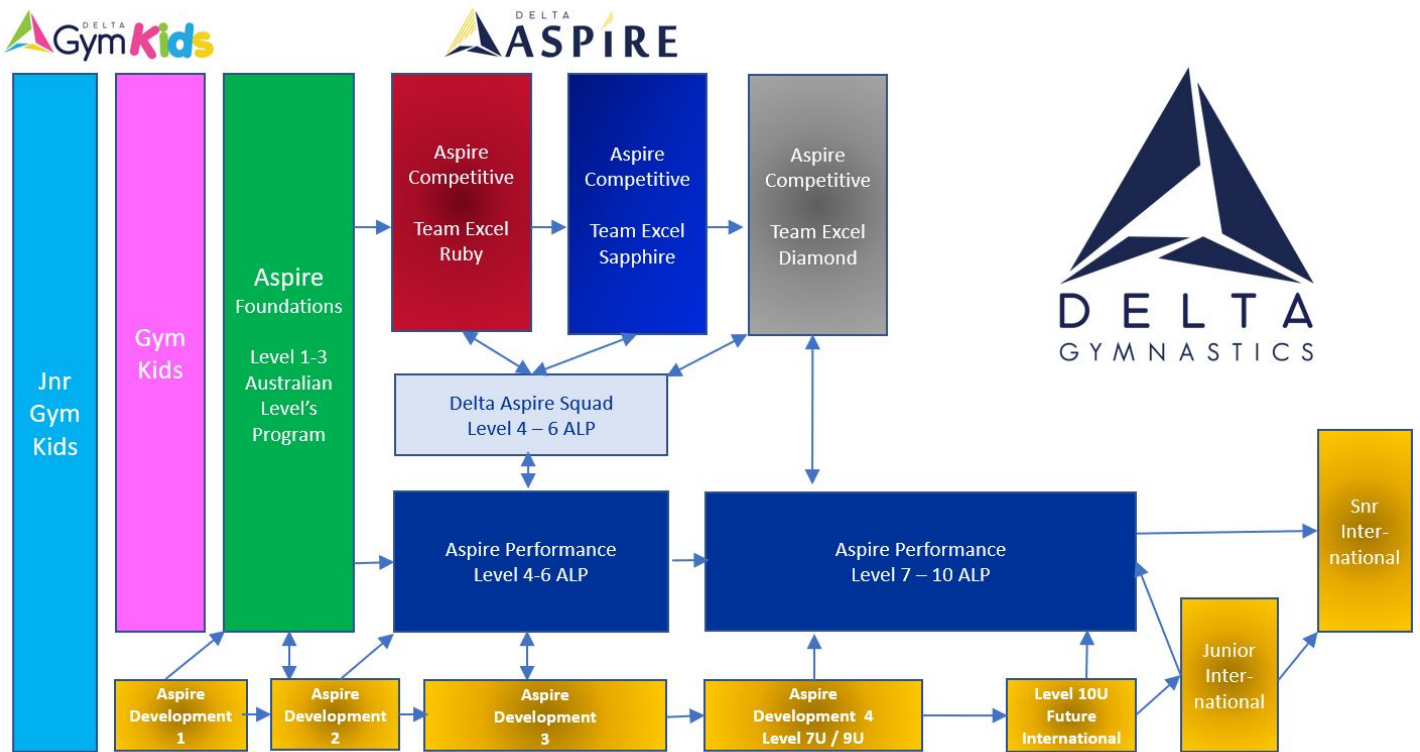 DELTA
GymKids
DELTA
ASPIRE
Jnr
Gym
Kids
Gym
Kids
Aspire
Foundations
Level 1-3
Australian
Level's
Program
Aspire
Competitive
Team Excel
Ruby
Aspire
Competitive
Team Excel
Sapphire
Aspire
Competitive
Team Excel
Diamond
DELTA
GYMNASTICS
Delta Aspire Squad
Level 4 – 6 ALP
Aspire Performance
Level 4-6 ALP
Aspire Performance
Level 7 – 10 ALP
Snr
Inter-
national
Aspire
Development
1
Aspire
Development
2
Aspire
Development
3
Aspire
Development 4
Level 7U / 9U
Level 10U
Future
International
Junior
Inter-
national